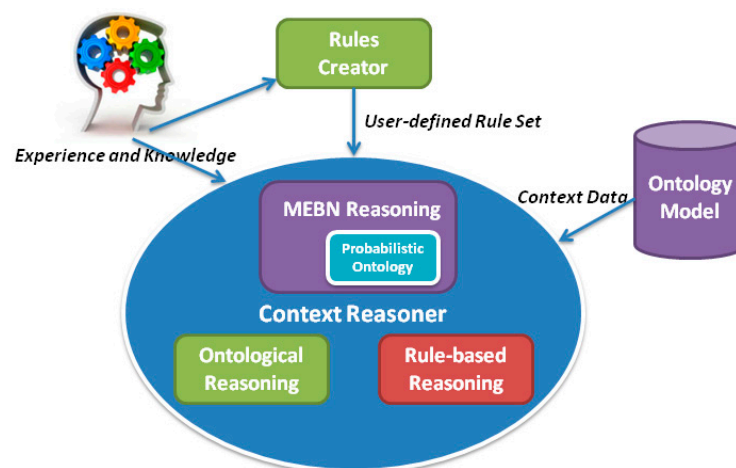 Rules
Creator
User-defined Rule Set
Experience and Knowledge
Context Data
Ontology
Model
MEBN Reasoning
Probabilistic
Ontology
Context Reasoner
Ontological
Reasoning
Rule-based
Reasoning